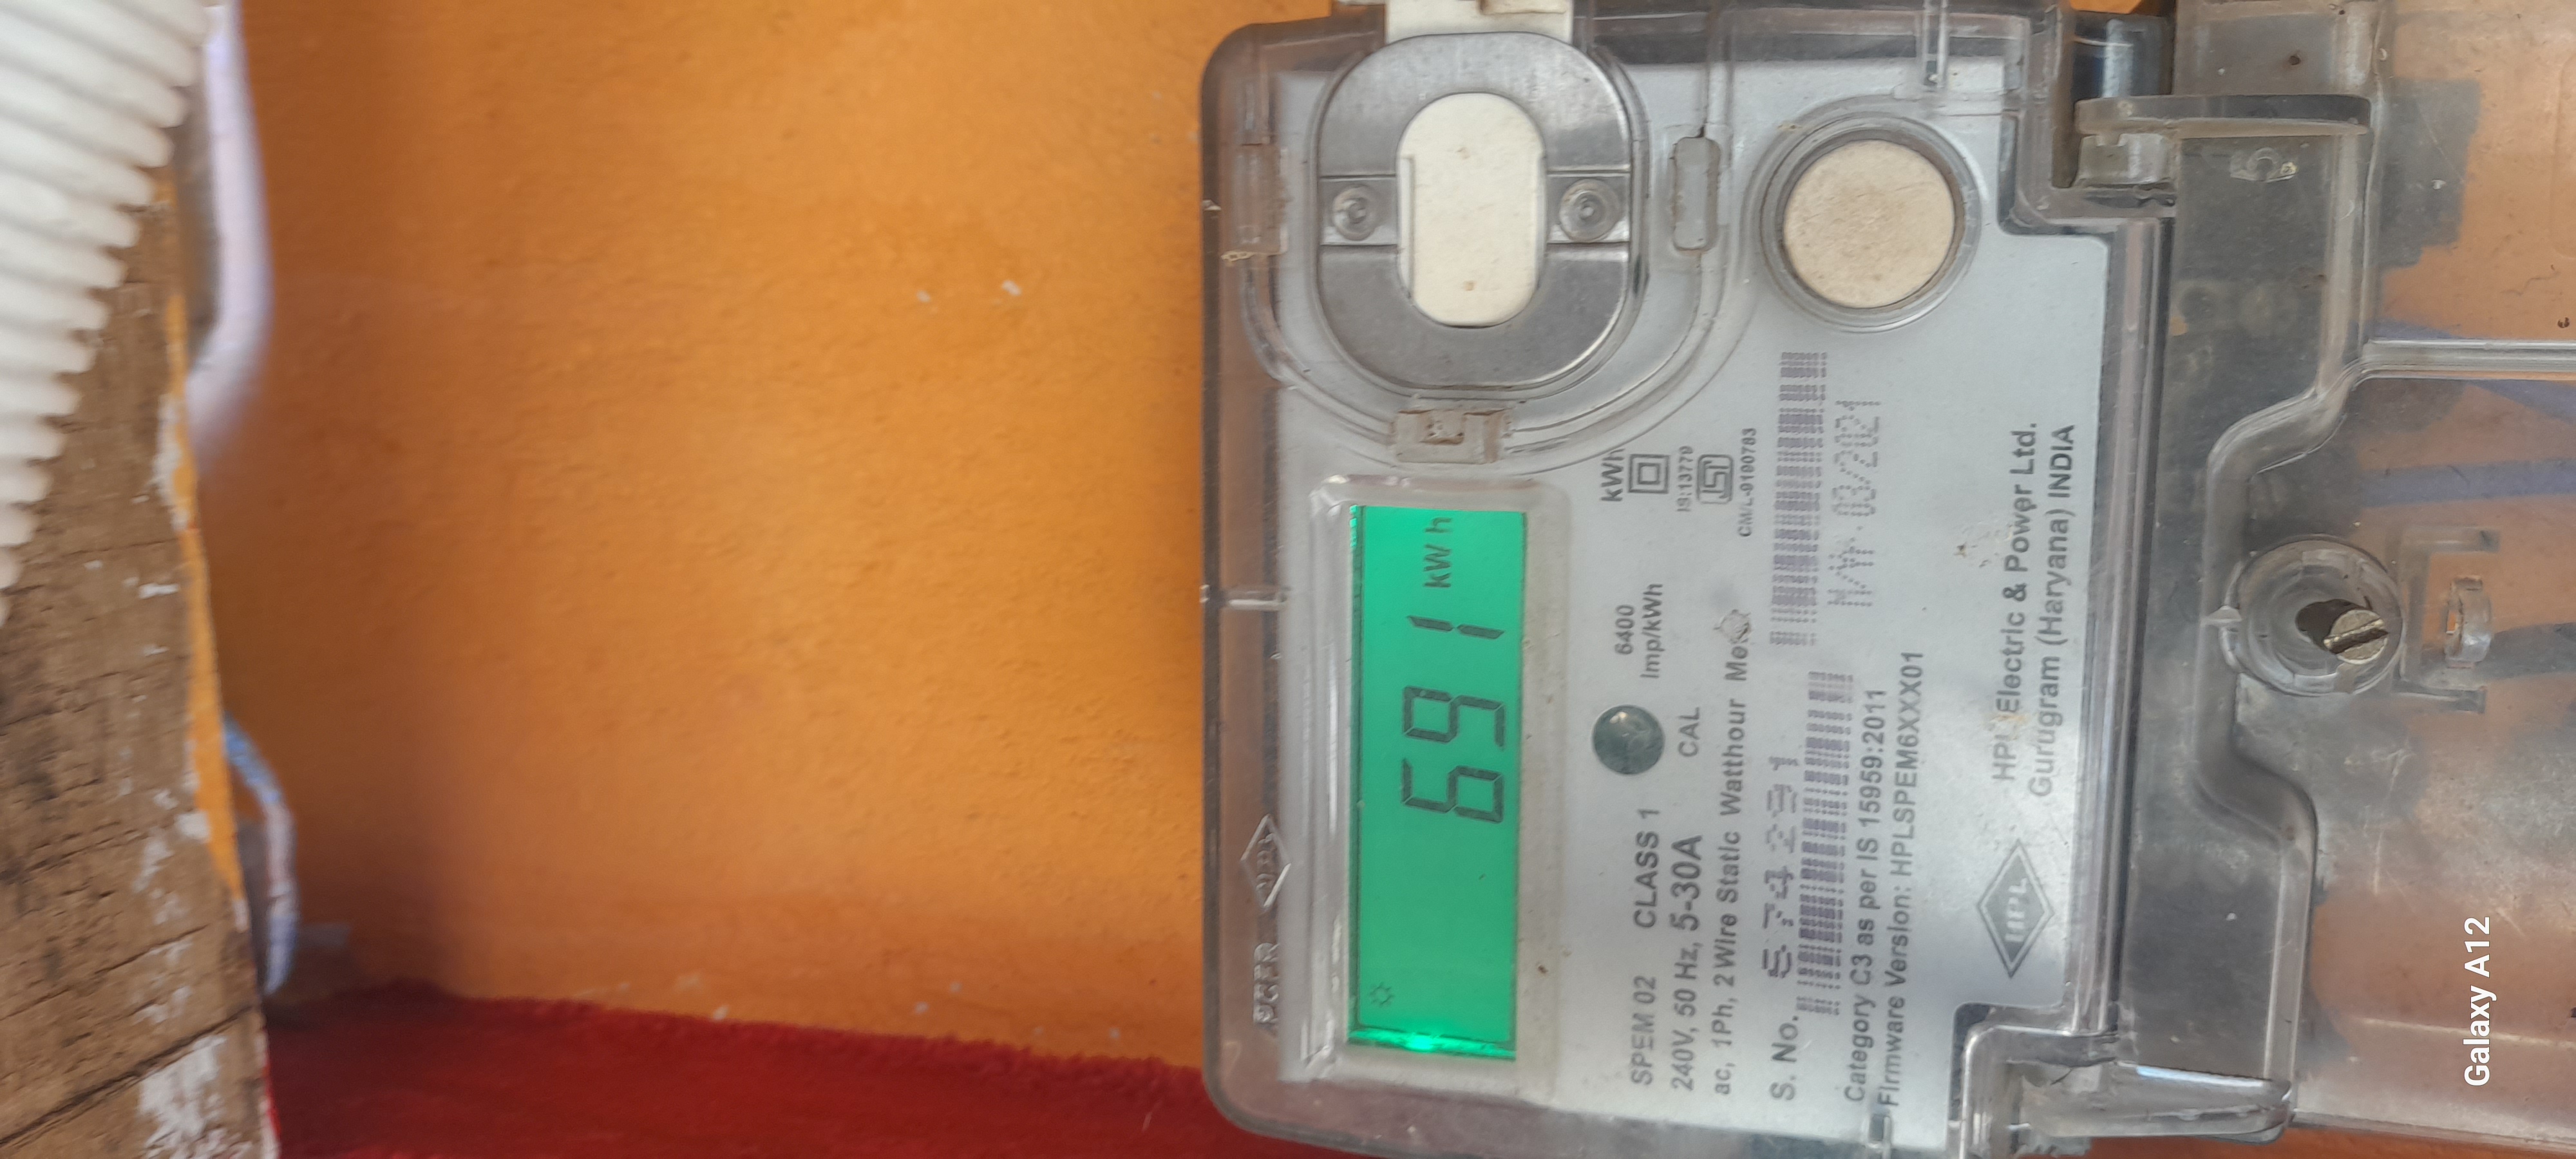 691 kWh
kWh
6400
Imp/kWh
CAL
SPEM 02 CLASS 1
240V, 50 Hz, 5-30A
ac, 1Ph, 2 Wire Static Watthour
IS:13779
CM/L-9190783
S. No.
Category C3 as per IS 15959:2011
Firmware Version: HPLSPEM6XXX01
HPL
HPL Electric & Power Ltd.
Gurugram (Haryana) INDIA
Galaxy A12